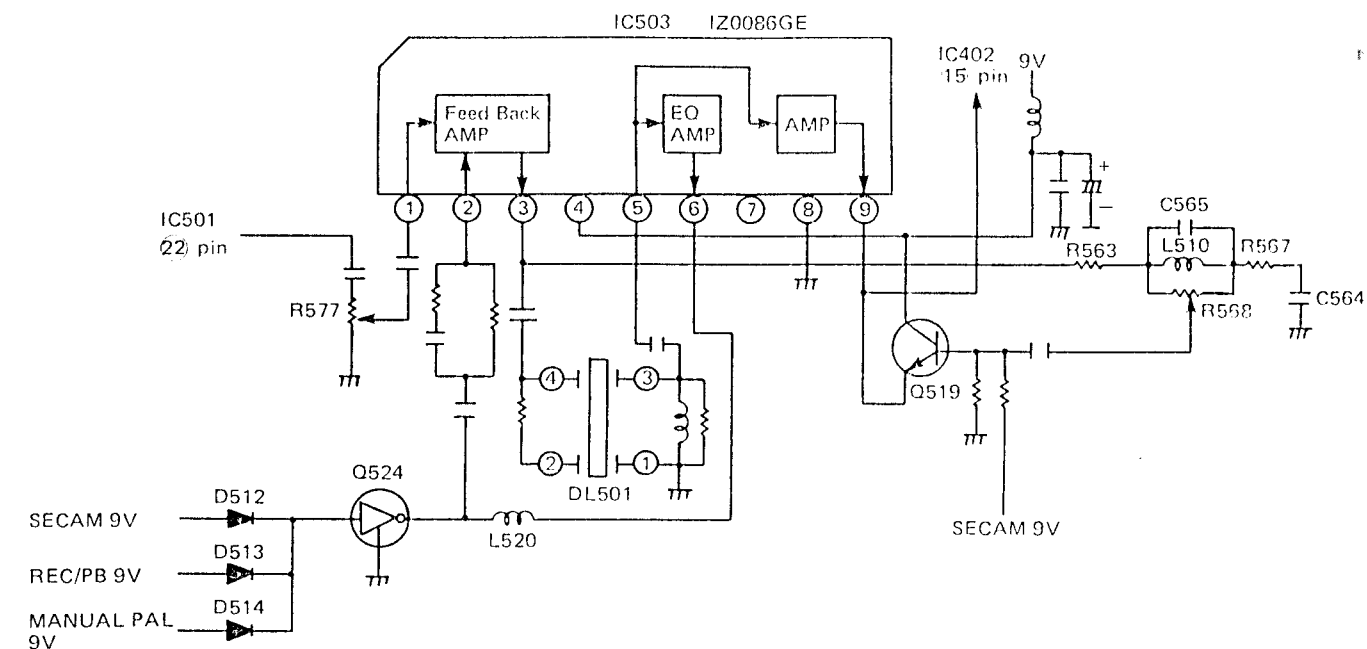 IC503 IZ0086GE
IC402
15 pin
9V
Feed Back
AMP
EQ
AMP
AMP
+
−
1 2 3 4 5 6 7 8 9
IC501
22 pin
C565
L510
R563
R567
R568
C564
R577
4
3
2
1
DL501
Q519
Q524
D512
SECAM 9V
L520
SECAM 9V
D513
REC/PB 9V
D514
MANUAL PAL
9V